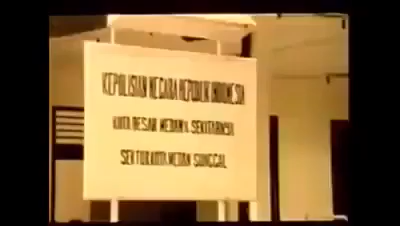 KEPOLISIAN NEGARA REPUBLIK INDONESIA
KOTA BESAR MEDAN & SEKITARNYA
SEKTOR KOTA MEDAN SUNGGAL